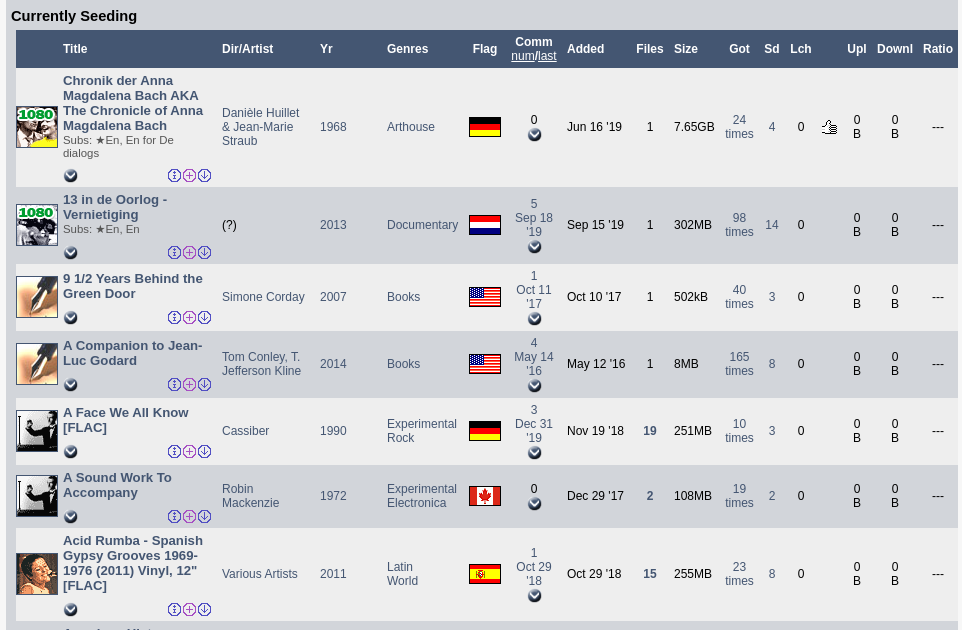 Currently Seeding
Title Dir/Artist Yr Genres Flag Comm num/last Added Files Size Got Sd Lch Upl Downl Ratio
1080
Chronik der Anna
Magdalena Bach AKA
The Chronicle of Anna
Magdalena Bach
Subs: ★En, En for De
dialogs
Danièle Huillet
& Jean-Marie
Straub
1968
Arthouse
0
Jun 16 '19
1
7.65GB
24
times
4
0
0
B
0
B
---
1080
13 in de Oorlog -
Vernietiging
Subs: ★En, En
(?)
2013
Documentary
5
Sep 18
'19
Sep 15 '19
1
302MB
98
times
14
0
0
B
0
B
---
9 1/2 Years Behind the
Green Door
Simone Corday
2007
Books
1
Oct 11
'17
Oct 10 '17
1
502kB
40
times
3
0
0
B
0
B
---
A Companion to Jean-
Luc Godard
Tom Conley, T.
Jefferson Kline
2014
Books
4
May 14
'16
May 12 '16
1
8MB
165
times
8
0
0
B
0
B
---
A Face We All Know
[FLAC]
Cassiber
1990
Experimental
Rock
3
Dec 31
'19
Nov 19 '18
19
251MB
10
times
3
0
0
B
0
B
---
A Sound Work To
Accompany
Robin
Mackenzie
1972
Experimental
Electronica
0
Dec 29 '17
2
108MB
19
times
2
0
0
B
0
B
---
Acid Rumba - Spanish
Gypsy Grooves 1969-
1976 (2011) Vinyl, 12"
[FLAC]
Various Artists
2011
Latin
World
1
Oct 29
'18
Oct 29 '18
15
255MB
23
times
8
0
0
B
0
B
---